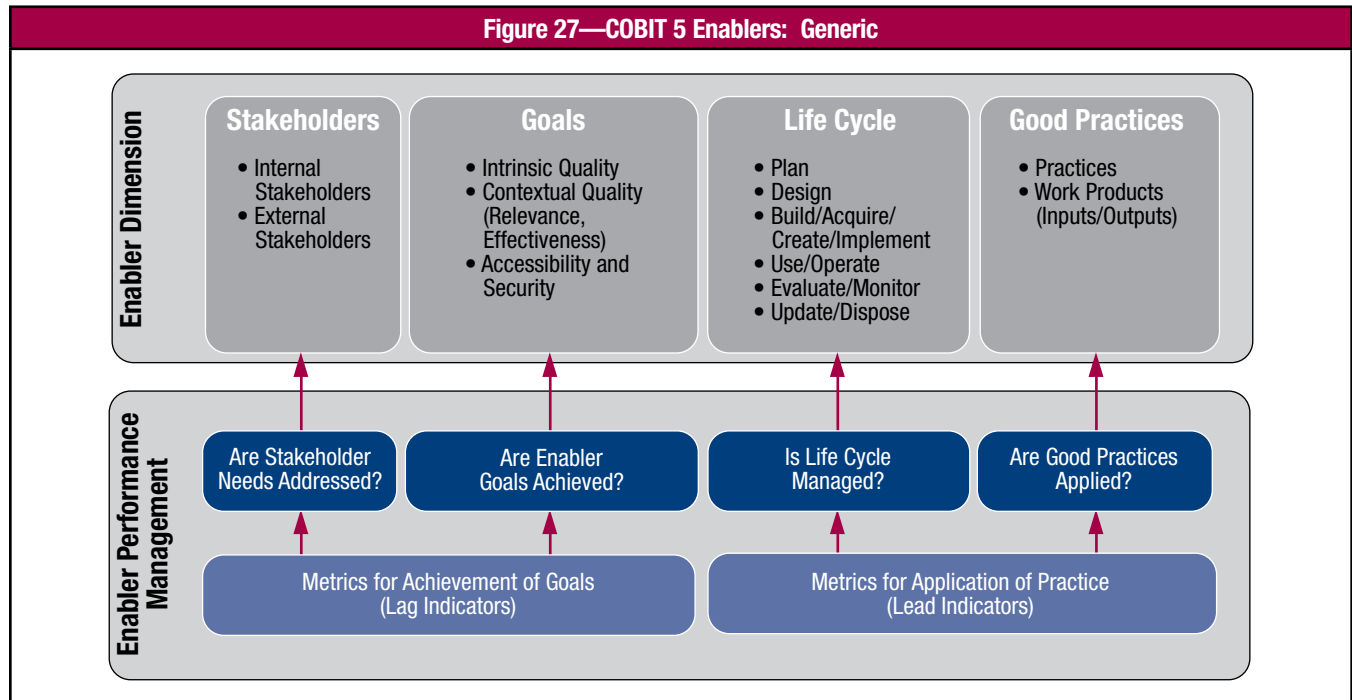 Figure 27—COBIT 5 Enablers: Generic
Enabler Dimension
Stakeholders
• Internal
Stakeholders
• External
Stakeholders
Goals
• Intrinsic Quality
• Contextual Quality
(Relevance,
Effectiveness)
• Accessibility and
Security
Life Cycle
• Plan
• Design
• Build/Acquire/
Create/Implement
• Use/Operate
• Evaluate/Monitor
• Update/Dispose
Good Practices
• Practices
• Work Products
(Inputs/Outputs)
Enabler Performance
Management
Are Stakeholder
Needs Addressed?
Are Enabler
Goals Achieved?
Is Life Cycle
Managed?
Are Good Practices
Applied?
Metrics for Achievement of Goals
(Lag Indicators)
Metrics for Application of Practice
(Lead Indicators)